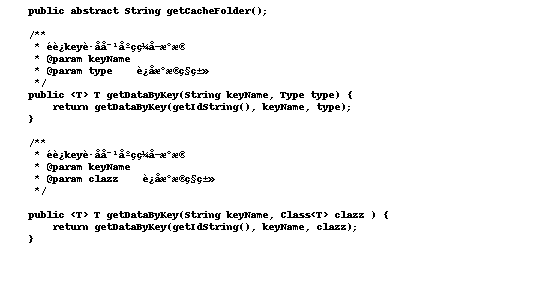 public abstract String getCacheFolder();
/**
* éè¿keyè·åå¯¹åºçç¼å­æ°æ®
* @param keyName
* @param type    è¿åæ°æ®ç§ç±»
*/
public <T> T getDataByKey(String keyName, Type type) {
return getDataByKey(getIdString(), keyName, type);
}
/**
* éè¿keyè·åå¯¹åºçç¼å­æ°æ®
* @param keyName
* @param clazz    è¿åæ°æ®ç§ç±»
*/
public <T> T getDataByKey(String keyName, Class<T> clazz ) {
return getDataByKey(getIdString(), keyName, clazz);
}